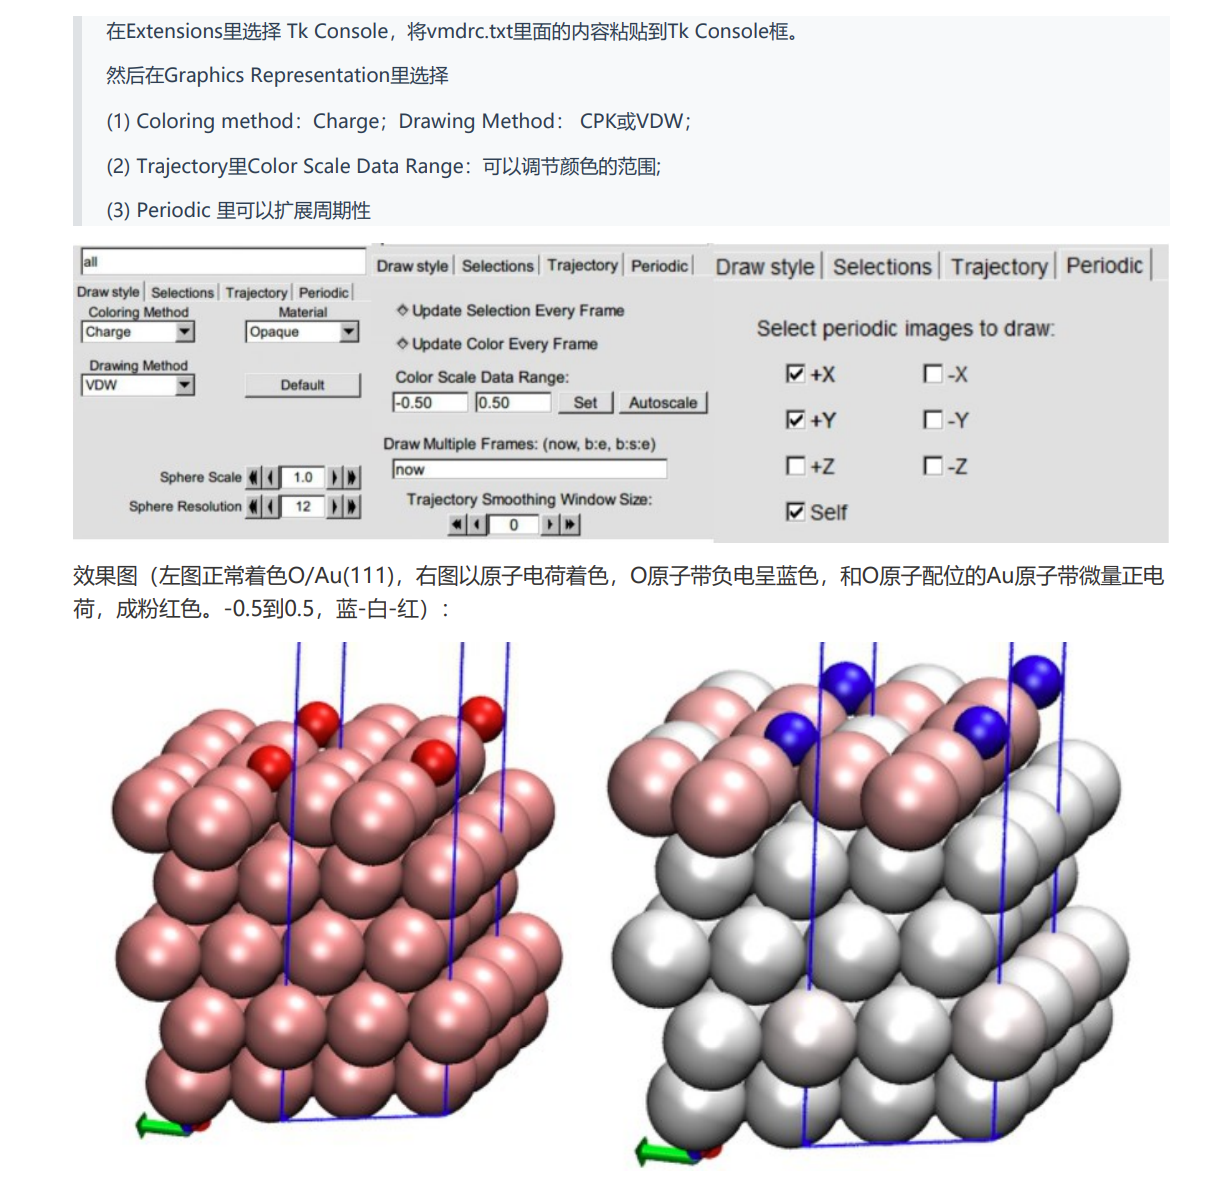 在Extensions里选择 Tk Console，将vmdrc.txt里面的内容粘贴到Tk Console框。
然后在Graphics Representation里选择
(1) Coloring method：Charge；Drawing Method： CPK或VDW；
(2) Trajectory里Color Scale Data Range：可以调节颜色的范围;
(3) Periodic 里可以扩展周期性
all
Draw style Selections Trajectory Periodic
Coloring Method Material
Charge Opaque
Drawing Method
VDW Default
Sphere Scale 1.0
Sphere Resolution 12
Draw style Selections Trajectory Periodic
Update Selection Every Frame
Update Color Every Frame
Color Scale Data Range:
-0.50 0.50 Set Autoscale
Draw Multiple Frames: (now, b:e, b:s:e)
now
Trajectory Smoothing Window Size:
0
Draw style Selections Trajectory Periodic
Select periodic images to draw:
+X -X
+Y -Y
+Z -Z
Self
效果图（左图正常着色O/Au(111)，右图以原子电荷着色，O原子带负电呈蓝色，和O原子配位的Au原子带微量正电
荷，成粉红色。-0.5到0.5，蓝-白-红）：